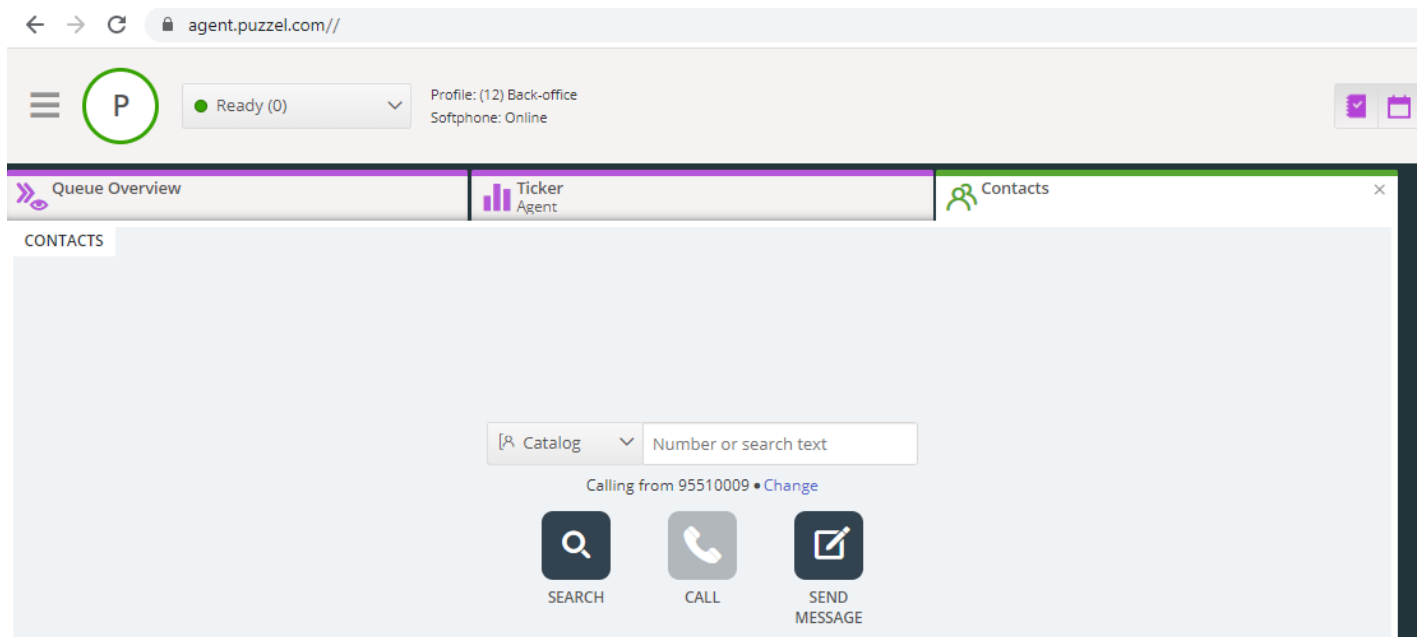 agent.puzzel.com//
P
Ready (0)
Profile: (12) Back-office
Softphone: Online
Queue Overview
Ticker
Agent
Contacts
CONTACTS
Catalog
Number or search text
Calling from 95510009 • Change
SEARCH
CALL
SEND
MESSAGE